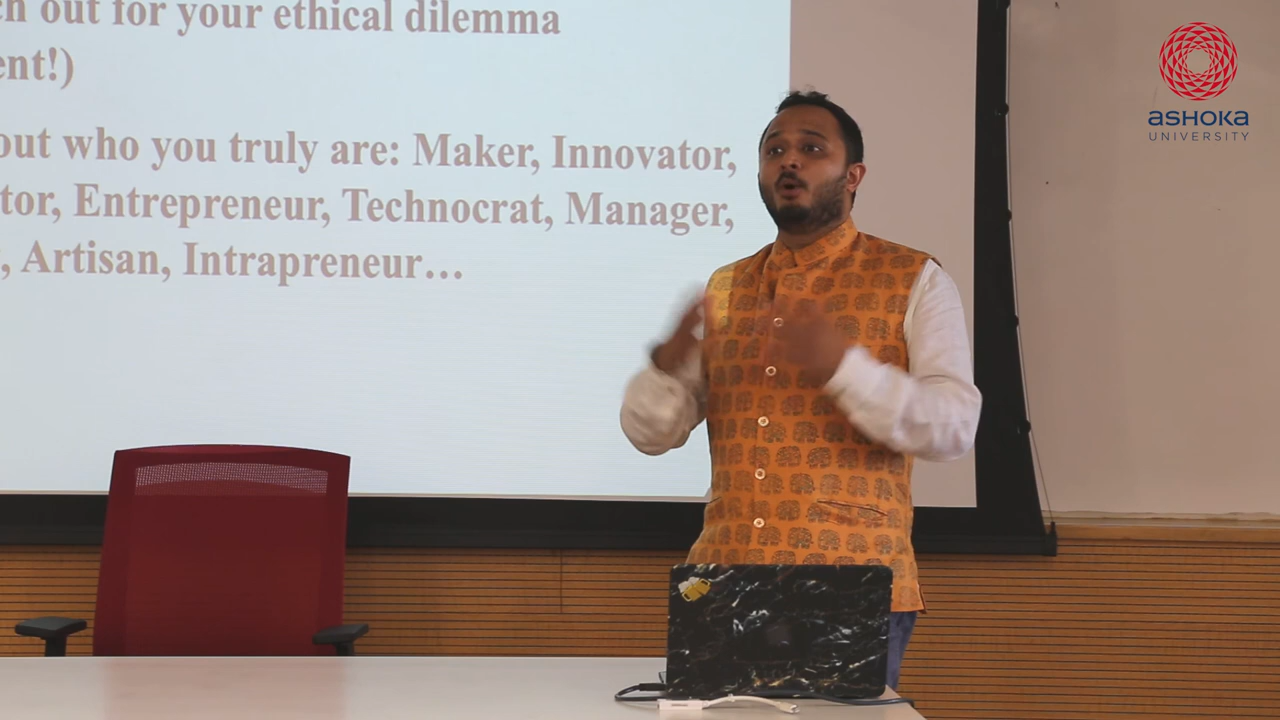 ch out for your ethical dilemma
ent!)
out who you truly are: Maker, Innovator,
tor, Entrepreneur, Technocrat, Manager,
, Artisan, Intrapreneur…
ASHOKA
UNIVERSITY